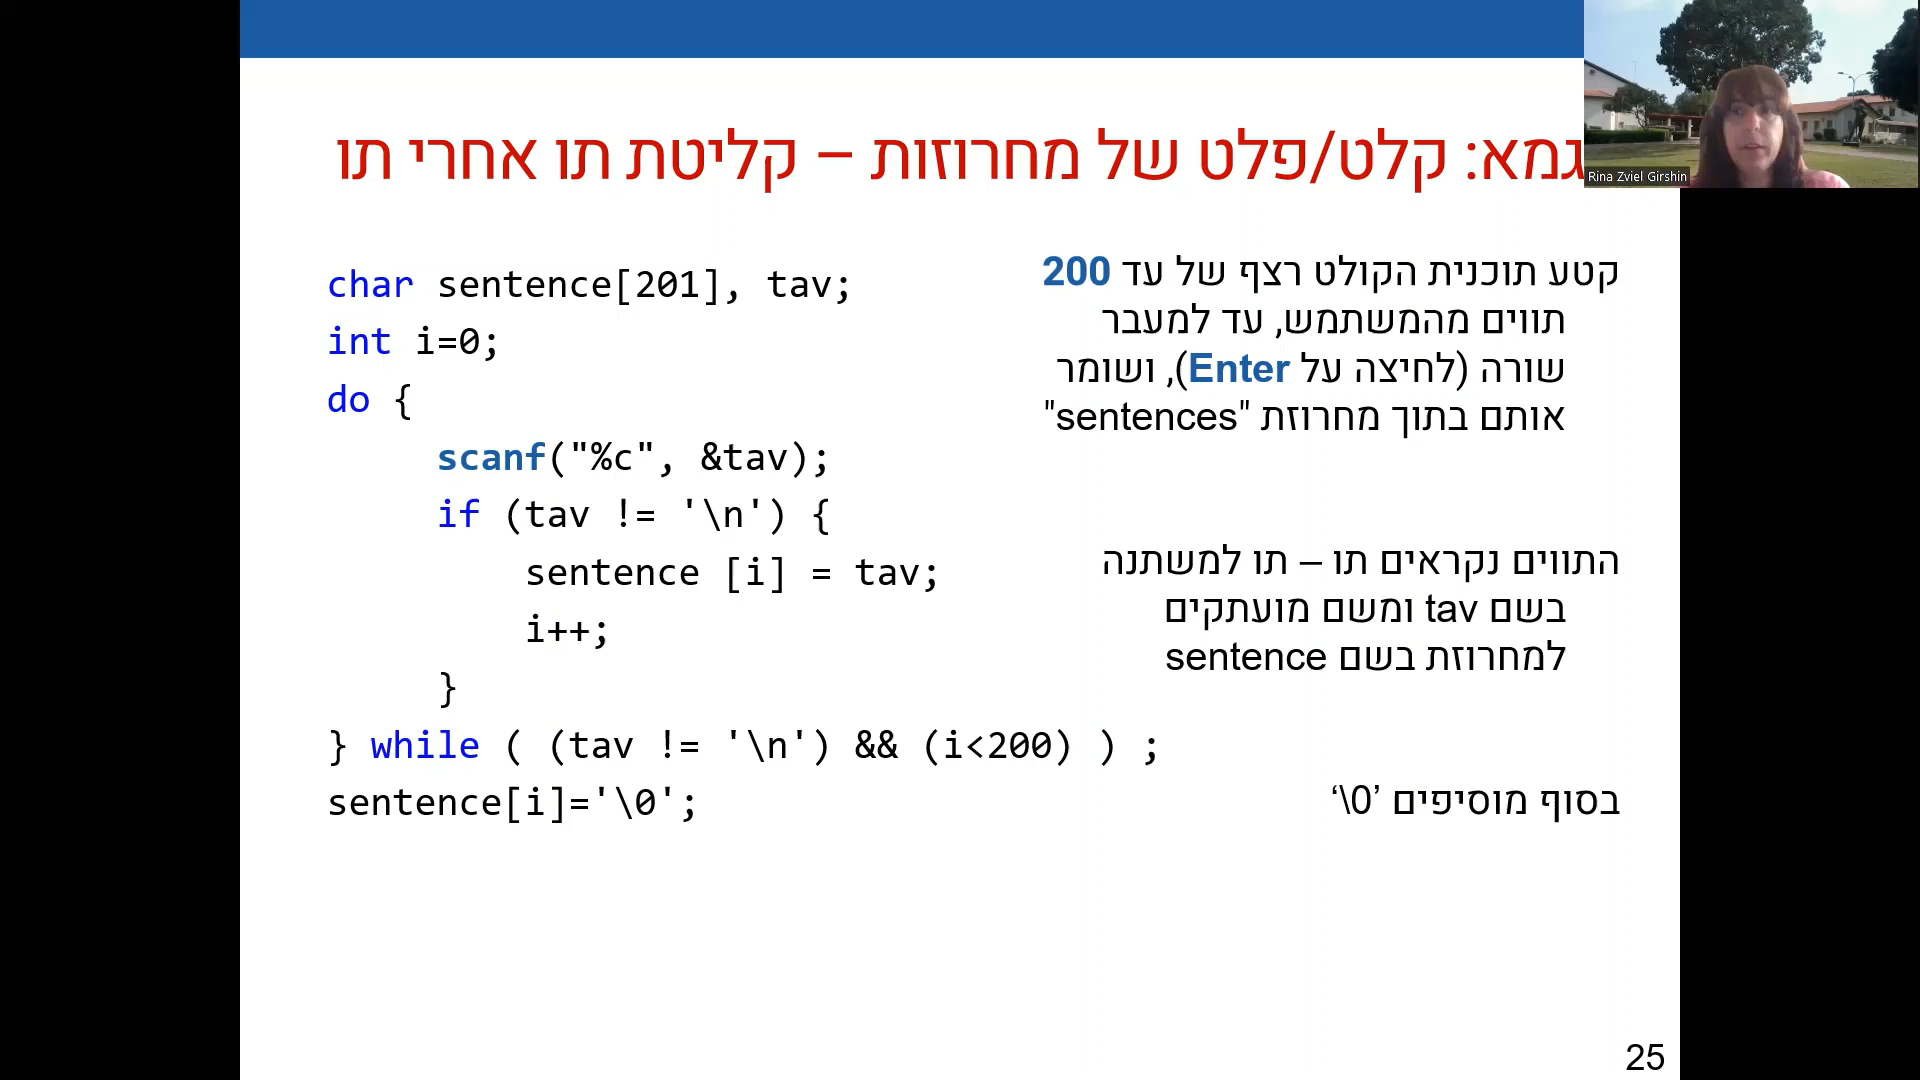 גמא: קלט/פלט של מחרוזות – קליטת תו אחרי תו
Rina Zviel Girshin
קטע תוכנית הקולט רצף של עד 200
תווים מהמשתמש, עד למעבר
שורה (לחיצה על Enter), ושומר
אותם בתוך מחרוזת "sentences"
התווים נקראים תו – תו למשתנה
בשם tav ומשם מועתקים
למחרוזת בשם sentence
בסוף מוסיפים ’\0‘
char sentence[201], tav;
int i=0;
do {
scanf("%c", &tav);
if (tav != '\n') {
sentence [i] = tav;
i++;
}
} while ( (tav != '\n') && (i<200) ) ;
sentence[i]='\0';
25